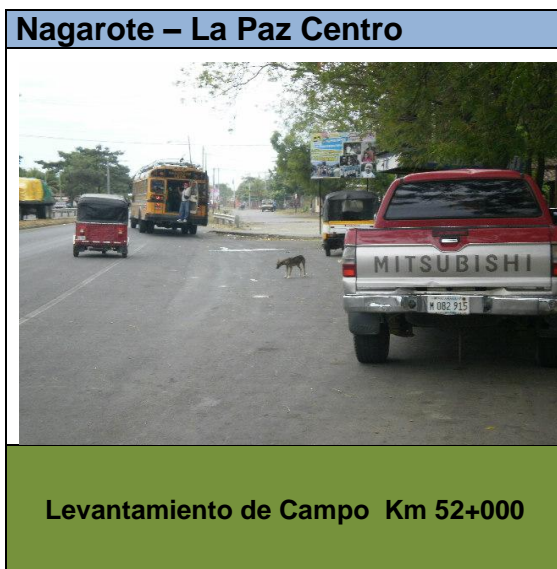 Nagarote – La Paz Centro
MITSUBISHI
M 082 915
Levantamiento de Campo Km 52+000